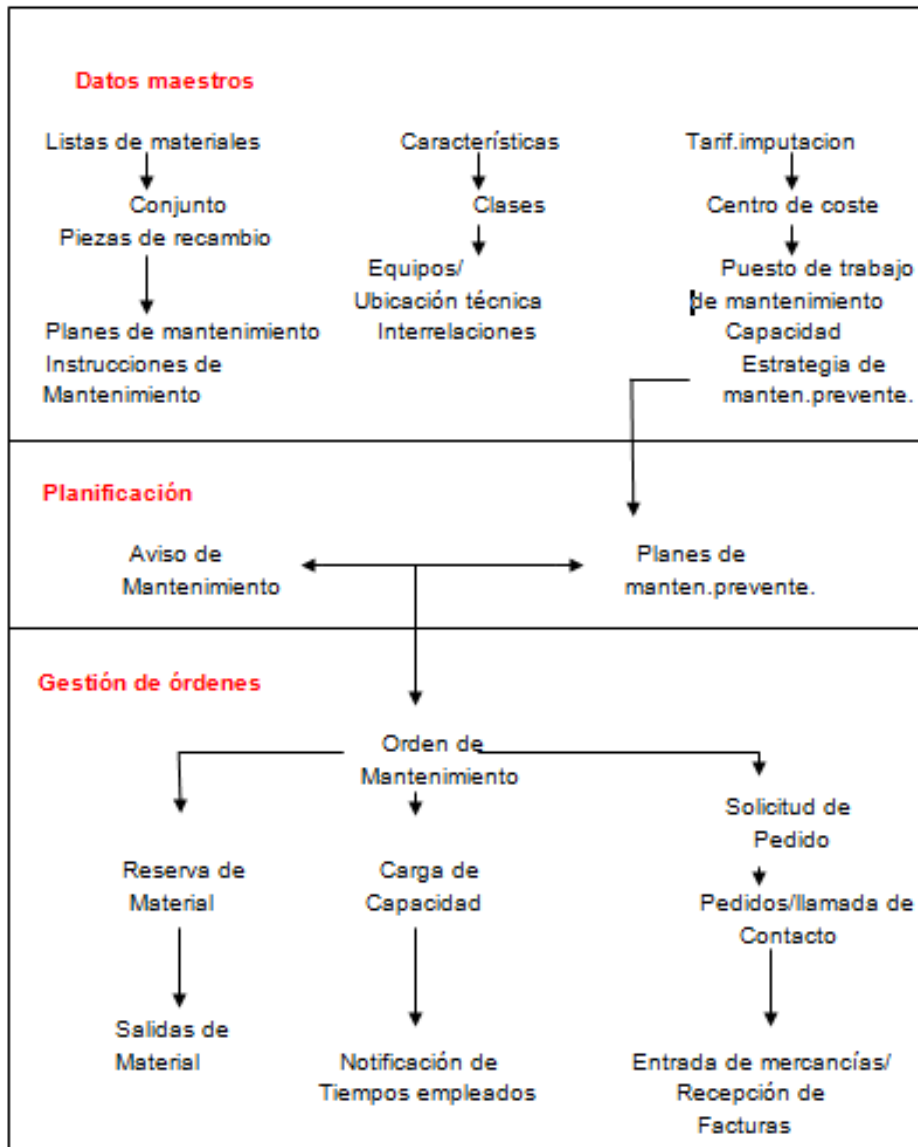 Datos maestros
Listas de materiales
Características
Tarif.imputacion
Conjunto
Piezas de recambio
Clases
Centro de coste
Equipos/
Ubicación técnica
Interrelaciones
Puesto de trabajo
de mantenimiento
Capacidad
Estrategia de
manten.prevente.
Planes de mantenimiento
Instrucciones de
Mantenimiento
Planificación
Aviso de
Mantenimiento
Planes de
manten.prevente.
Gestión de órdenes
Orden de
Mantenimiento
Solicitud de
Pedido
Reserva de
Material
Carga de
Capacidad
Pedidos/llamada de
Contacto
Salidas de
Material
Notificación de
Tiempos empleados
Entrada de mercancías/
Recepción de
Facturas